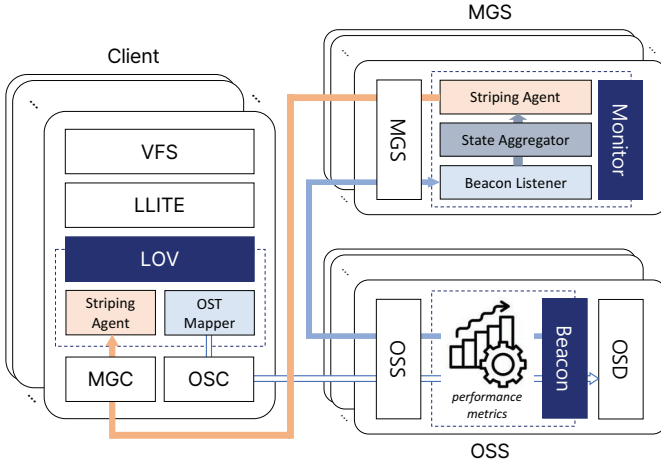 Client
VFS
LLITE
LOV
Striping
Agent
OST
Mapper
MGC
OSC
MGS
MGS
Striping Agent
State Aggregator
Beacon Listener
Monitor
OSS
performance
metrics
Beacon
OSD
OSS